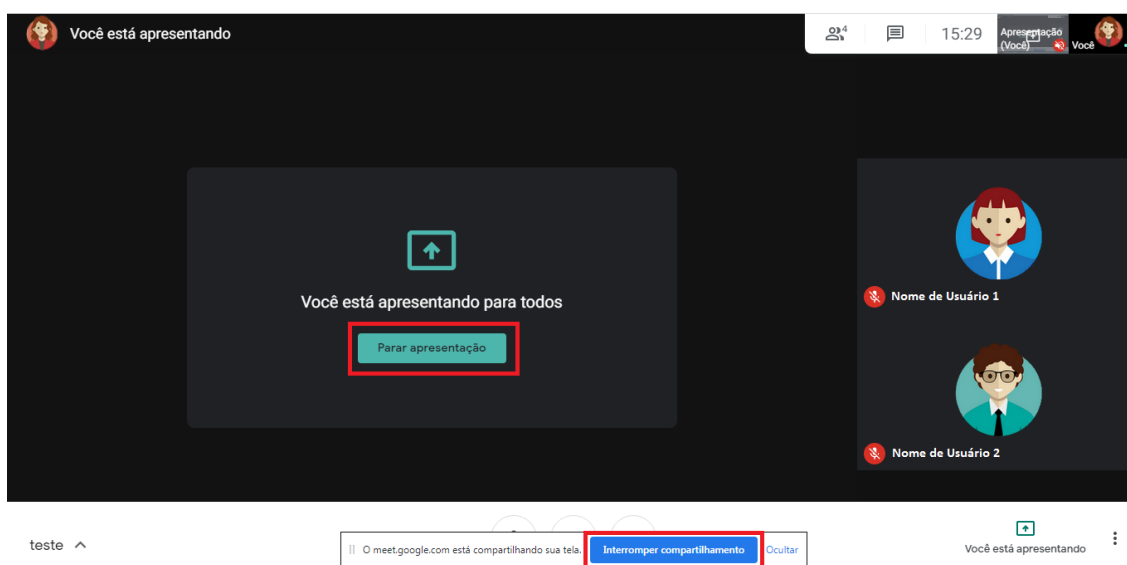 Você está apresentando
4
15:29
Apresentação
(Você)
Você
Você está apresentando para todos
Parar apresentação
Nome de Usuário 1
Nome de Usuário 2
teste
O meet.google.com está compartilhando sua tela.
Interromper compartilhamento
Ocultar
Você está apresentando